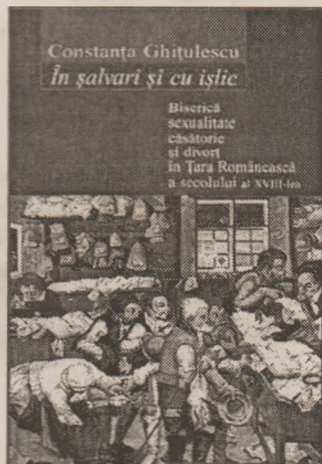 Constanța Ghițulescu
În șalvari și cu ișlic
Biserică
sexualitate
căsătorie
și divorț
în Țara Românească
a secolului al XVIII-lea